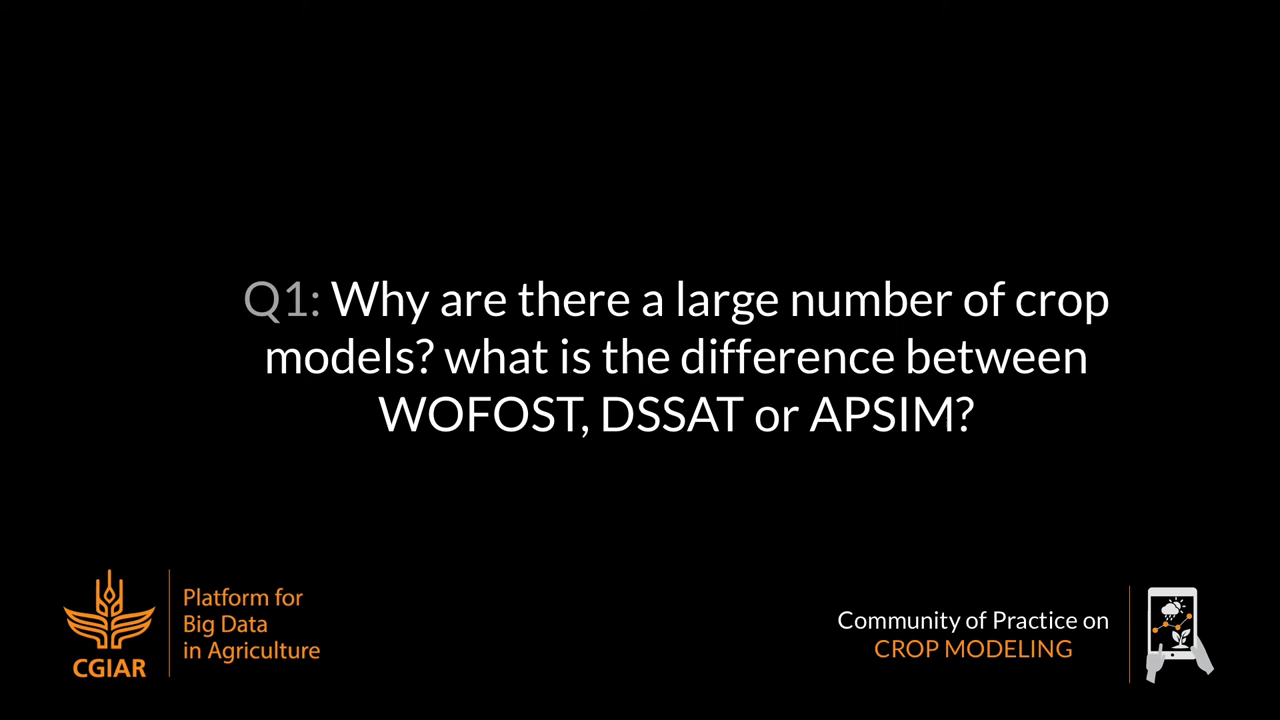 Q1: Why are there a large number of crop
models? what is the difference between
WOFOST, DSSAT or APSIM?
CGIAR
Platform for
Big Data
in Agriculture
Community of Practice on
CROP MODELING